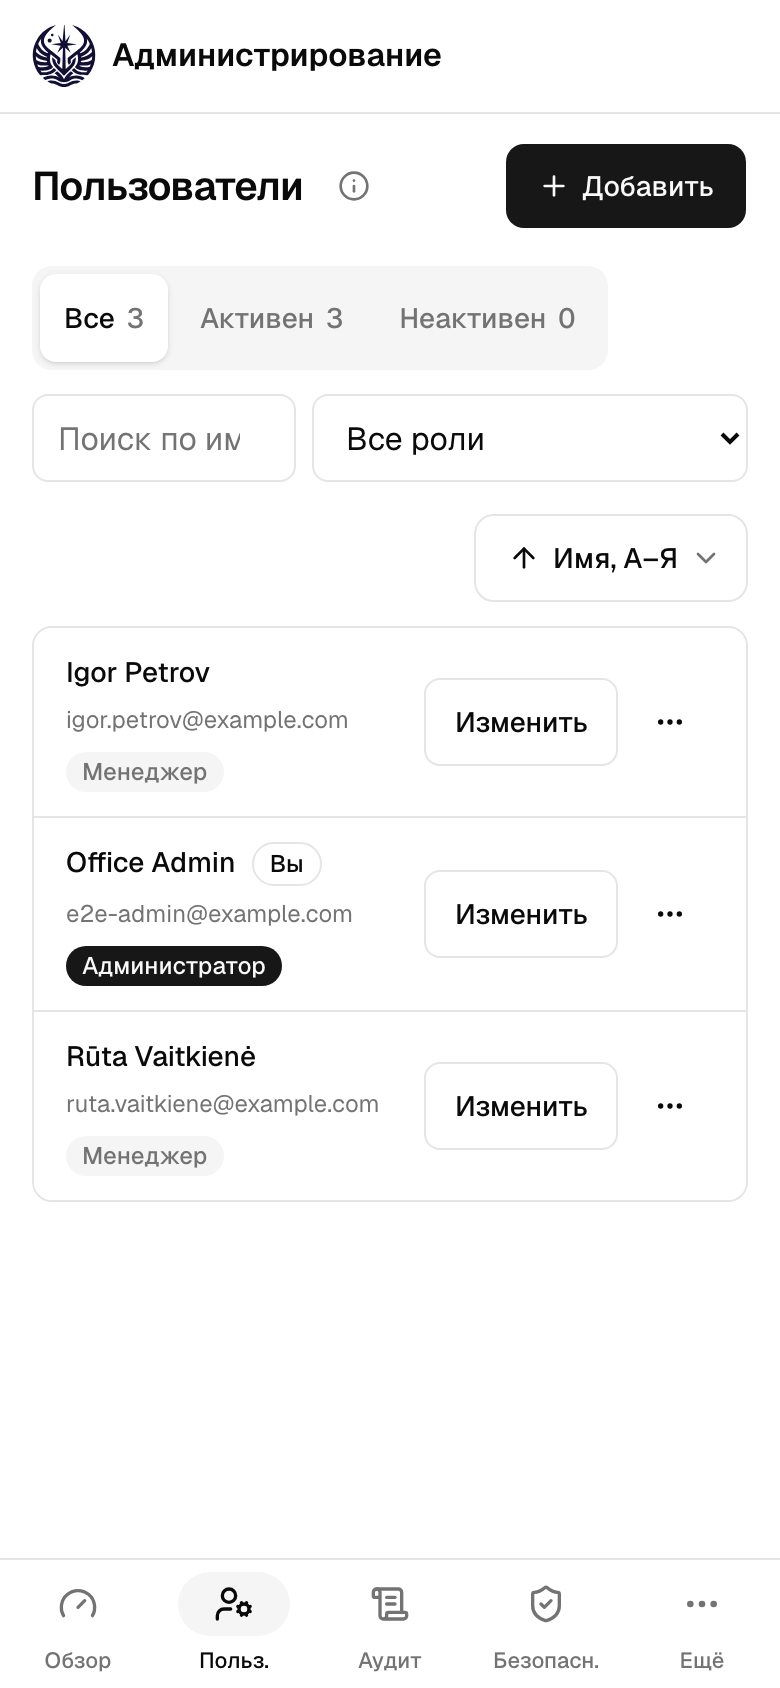 Администрирование
Пользователи
Добавить
Все 3 Активен 3 Неактивен 0
Поиск по им Все роли
Имя, А–Я
Igor Petrov
igor.petrov@example.com
Менеджер
Изменить
Office Admin Вы
e2e-admin@example.com
Администратор
Изменить
Rūta Vaitkienė
ruta.vaitkiene@example.com
Менеджер
Изменить
Обзор Польз. Аудит Безопасн. Ещё